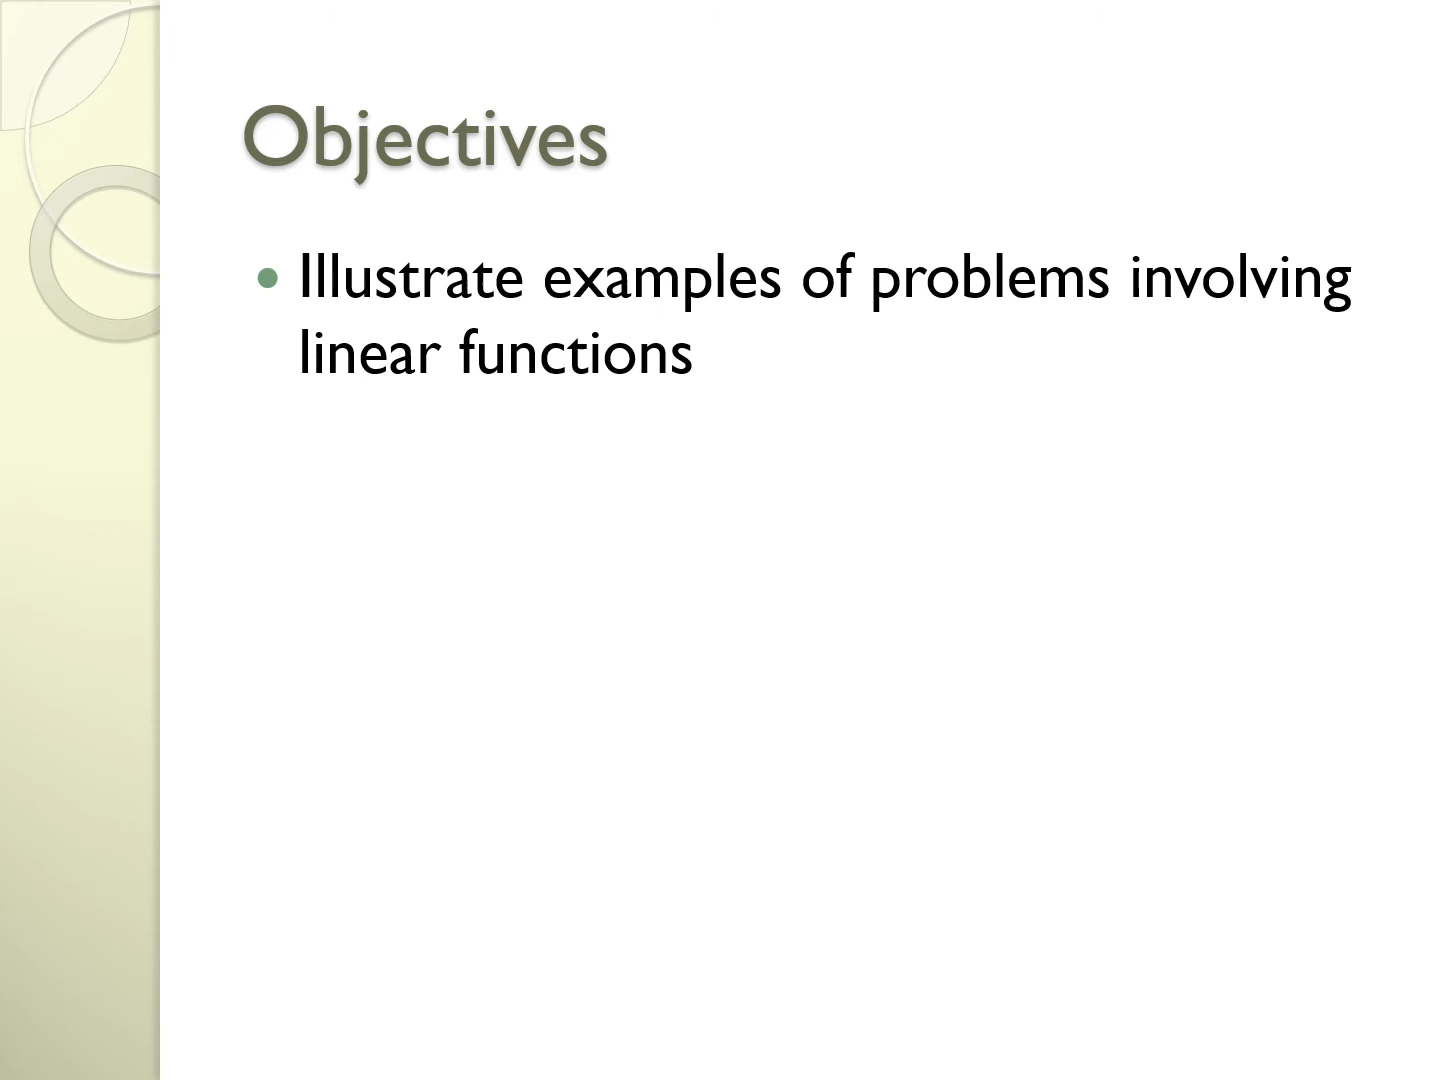 Objectives
• Illustrate examples of problems involving
linear functions